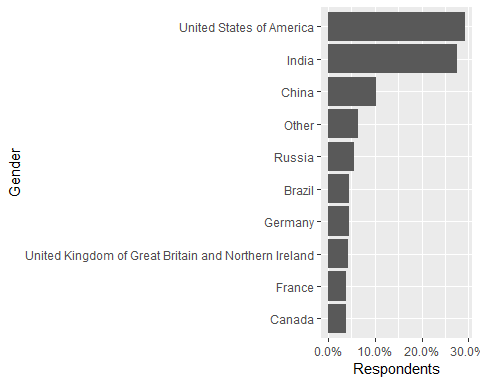 United States of America
India
China
Other
Russia
Brazil
Germany
United Kingdom of Great Britain and Northern Ireland
France
Canada
Gender
0.0% 10.0% 20.0% 30.0%
Respondents